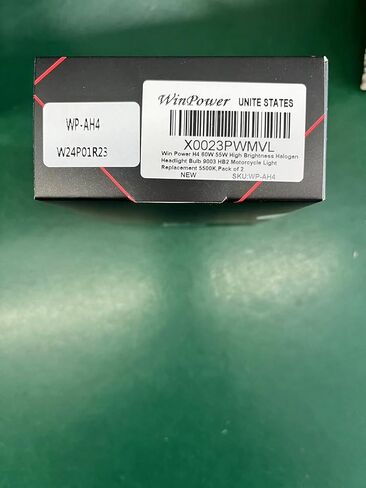 WP-AH4
W24P01R23
WinPower UNITE STATES
X0023PWMVL
Win Power H4 60W 55W High Brightness Halogen
Headlight Bulb 9003 HB2 Motorcycle Light
Replacement 5500K,Pack of 2
NEW SKU:WP-AH4